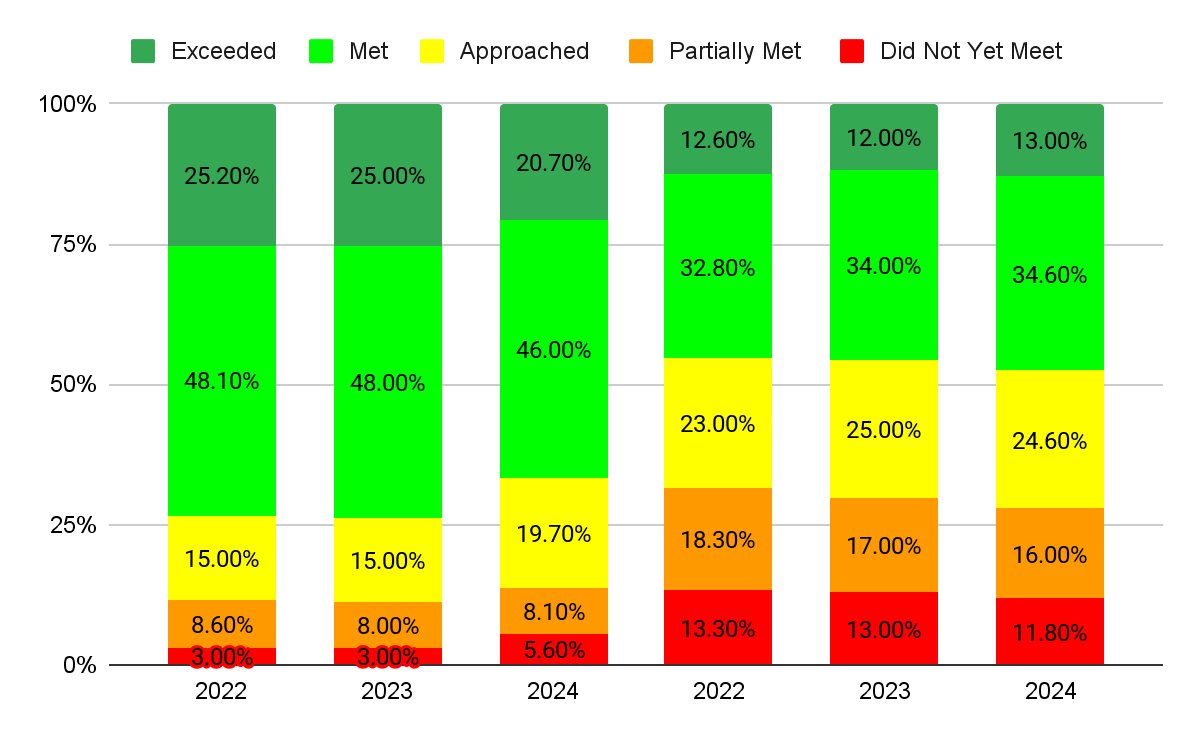 Exceeded Met Approached Partially Met Did Not Yet Meet
100%
75%
50%
25%
0%
25.20% 25.00% 20.70% 12.60% 12.00% 13.00%
48.10% 48.00% 46.00% 32.80% 34.00% 34.60%
15.00% 15.00% 19.70% 23.00% 25.00% 24.60%
8.60% 8.00% 8.10% 18.30% 17.00% 16.00%
3.00% 3.00% 5.60% 13.30% 13.00% 11.80%
2022 2023 2024 2022 2023 2024